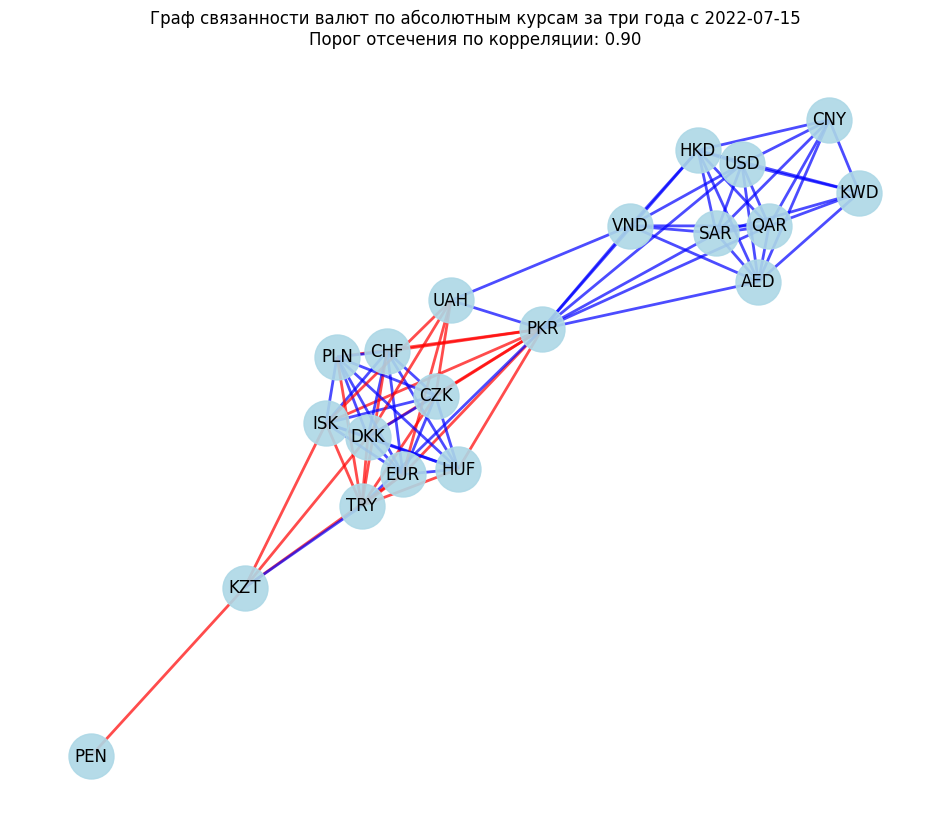 Граф связанности валют по абсолютным курсам за три года с 2022-07-15
Порог отсечения по корреляции: 0.90
CNY
HKD
USD
KWD
VND
SAR
QAR
AED
UAH
PKR
PLN
CHF
CZK
ISK
DKK
EUR
HUF
TRY
KZT
PEN